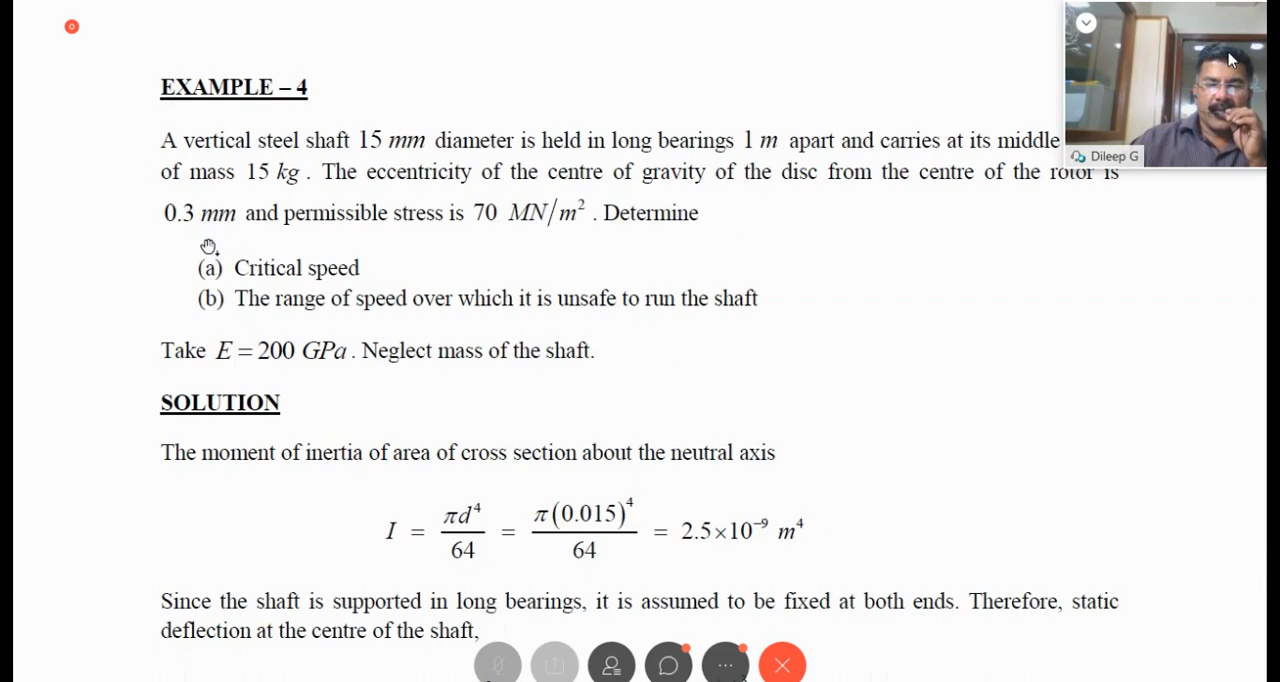 EXAMPLE – 4
A vertical steel shaft 15 mm diameter is held in long bearings 1 m apart and carries at its middle
of mass 15 kg . The eccentricity of the centre of gravity of the disc from the centre of the rotor is
0.3 mm and permissible stress is 70 MN/m² . Determine
(a) Critical speed
(b) The range of speed over which it is unsafe to run the shaft
Take E = 200 GPa . Neglect mass of the shaft.
SOLUTION
The moment of inertia of area of cross section about the neutral axis
I = πd⁴/64 = π(0.015)⁴/64 = 2.5×10⁻⁹ m⁴
Since the shaft is supported in long bearings, it is assumed to be fixed at both ends. Therefore, static
deflection at the centre of the shaft,
Dileep G